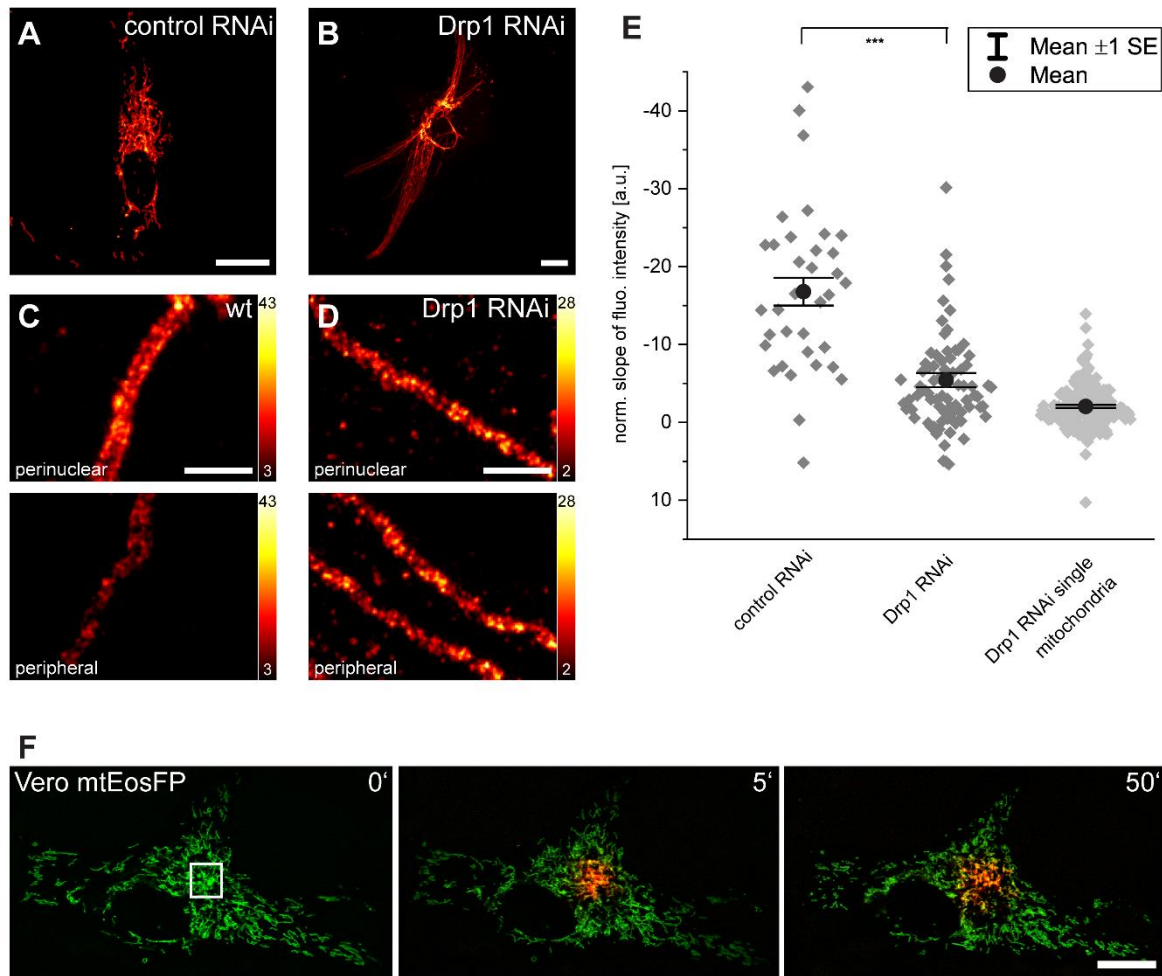 A
control RNAi
B
Drp1 RNAi
C
wt
43
perinuclear
3
D
Drp1 RNAi
28
perinuclear
2
43
peripheral
3
28
peripheral
2
E
***
Mean ±1 SE
Mean
norm. slope of fluo. intensity [a.u.]
-40
-30
-20
-10
0
10
control RNAi
Drp1 RNAi
Drp1 RNAi single
mitochondria
F
Vero mtEosFP
0‘
5‘
50‘